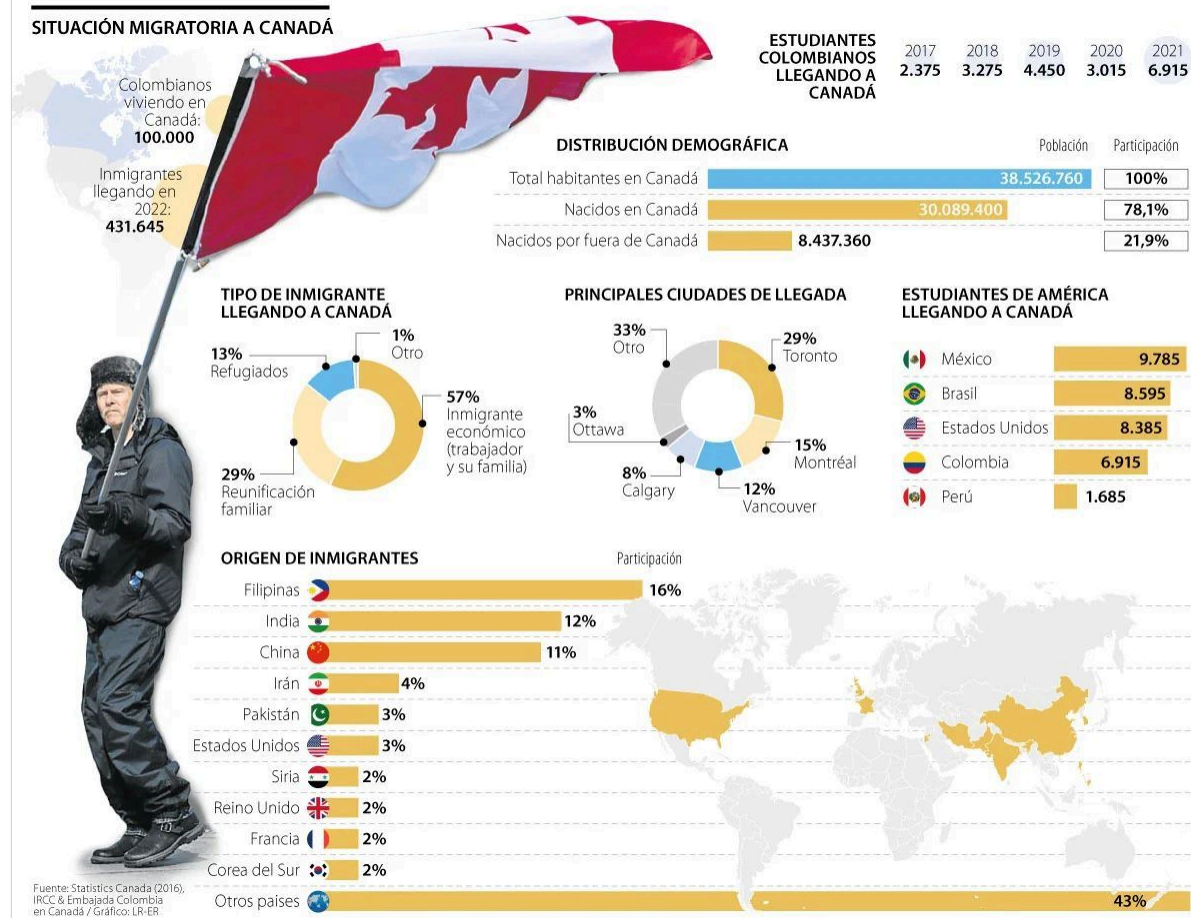 SITUACIÓN MIGRATORIA A CANADÁ
Colombianos
viviendo en
Canadá:
100.000
Inmigrantes
llegando en
2022:
431.645
ESTUDIANTES
COLOMBIANOS
LLEGANDO A
CANADÁ
2017 2018 2019 2020 2021
2.375 3.275 4.450 3.015 6.915
DISTRIBUCIÓN DEMOGRÁFICA Población Participación
Total habitantes en Canadá 38.526.760 100%
Nacidos en Canadá 30.089.400 78,1%
Nacidos por fuera de Canadá 8.437.360 21,9%
TIPO DE INMIGRANTE
LLEGANDO A CANADÁ
1%
Otro
13%
Refugiados
57%
Inmigrante
económico
(trabajador
y su familia)
29%
Reunificación
familiar
PRINCIPALES CIUDADES DE LLEGADA
33%
Otro
29%
Toronto
3%
Ottawa
15%
Montréal
8%
Calgary
12%
Vancouver
ESTUDIANTES DE AMÉRICA
LLEGANDO A CANADÁ
México 9.785
Brasil 8.595
Estados Unidos 8.385
Colombia 6.915
Perú 1.685
ORIGEN DE INMIGRANTES Participación
Filipinas 16%
India 12%
China 11%
Irán 4%
Pakistán 3%
Estados Unidos 3%
Siria 2%
Reino Unido 2%
Francia 2%
Corea del Sur 2%
Otros paises 43%
Fuente: Statistics Canada (2016),
IRCC & Embajada Colombia
en Canadá / Gráfico: LR-ER